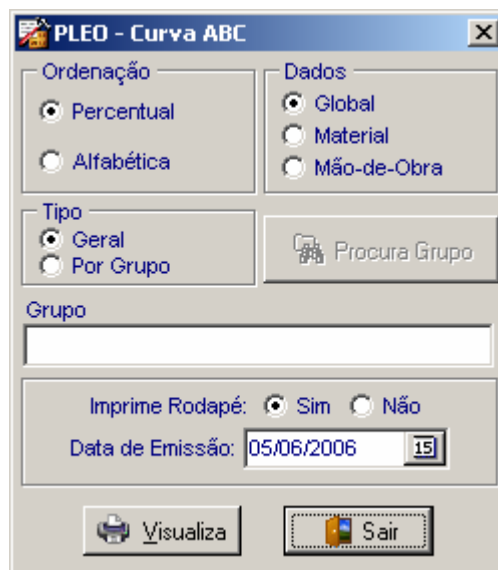 PLEO - Curva ABC
Ordenação
Percentual
Alfabética
Dados
Global
Material
Mão-de-Obra
Tipo
Geral
Por Grupo
Procura Grupo
Grupo
Imprime Rodapé: Sim Não
Data de Emissão: 05/06/2006 15
Visualiza Sair